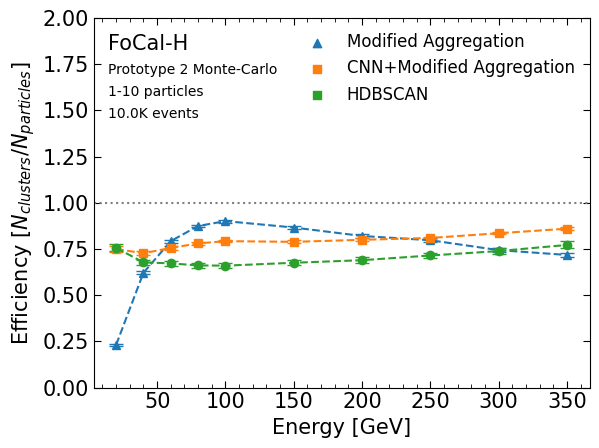 FoCal-H
Prototype 2 Monte-Carlo
1-10 particles
10.0K events
Modified Aggregation
CNN+Modified Aggregation
HDBSCAN
2.00
1.75
1.50
1.25
1.00
0.75
0.50
0.25
0.00
Efficiency [N_{clusters}/N_{particles}]
50 100 150 200 250 300 350
Energy [GeV]